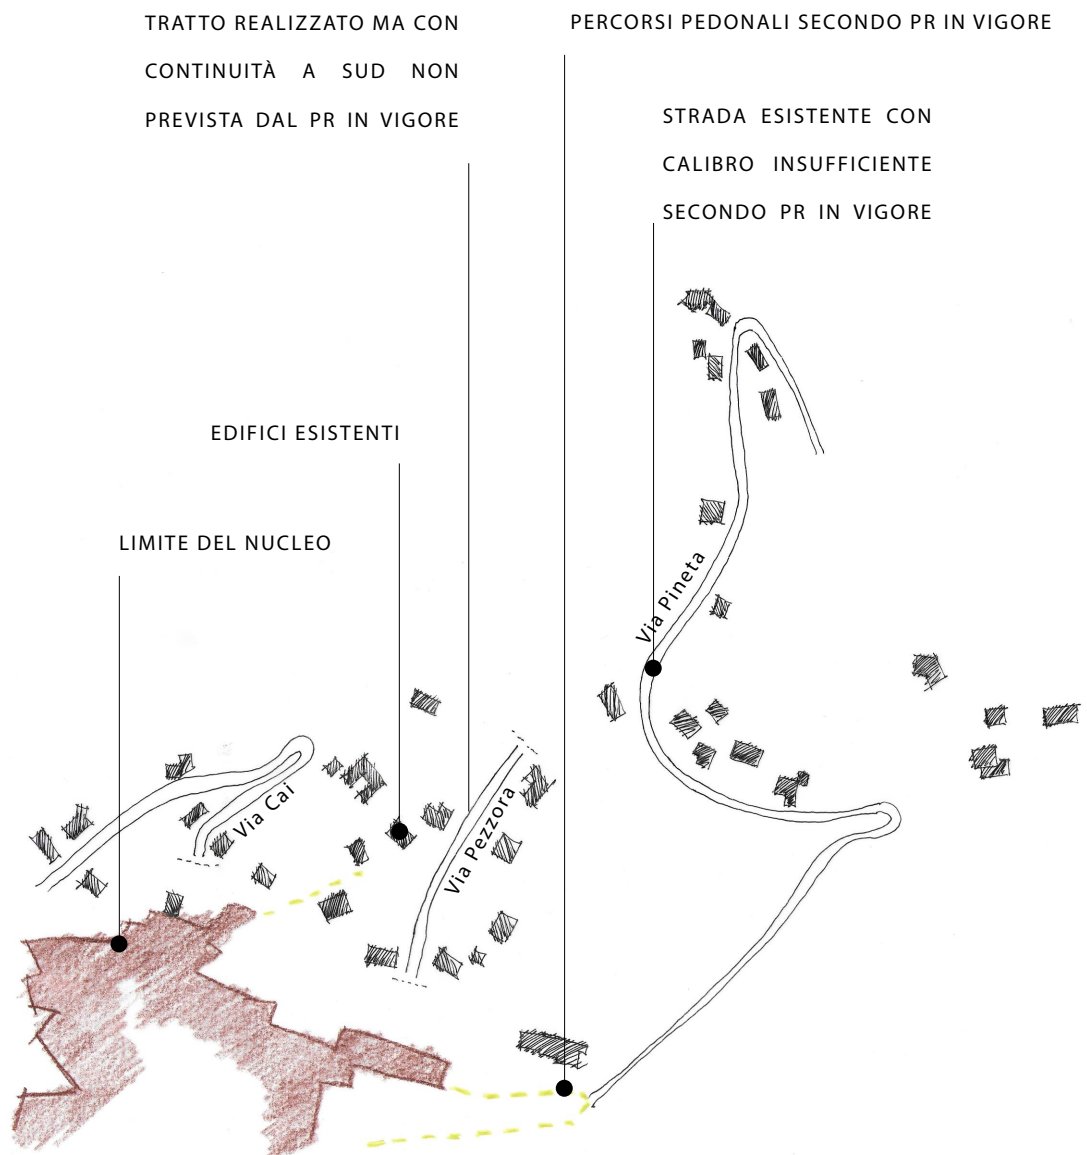 TRATTO REALIZZATO MA CON
CONTINUITÀ A SUD NON
PREVISTA DAL PR IN VIGORE
PERCORSI PEDONALI SECONDO PR IN VIGORE
STRADA ESISTENTE CON
CALIBRO INSUFFICIENTE
SECONDO PR IN VIGORE
EDIFICI ESISTENTI
LIMITE DEL NUCLEO
Via Pineta
Via Cai
Via Pezzora